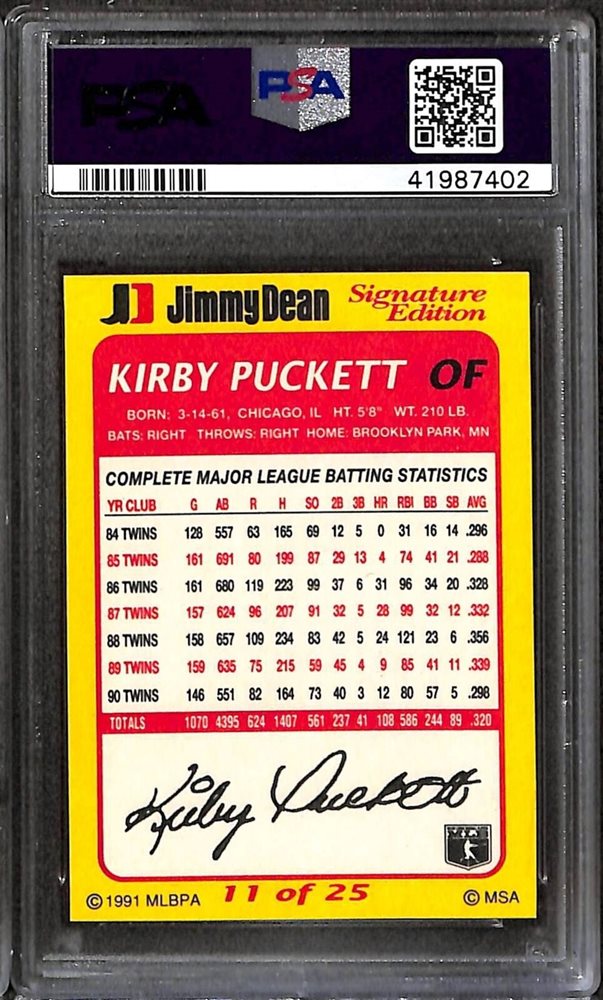 PSA
PSA
41987402
JD JimmyDean Signature
Edition
KIRBY PUCKETT OF
BORN: 3-14-61, CHICAGO, IL HT. 5'8" WT. 210 LB.
BATS: RIGHT THROWS: RIGHT HOME: BROOKLYN PARK, MN
COMPLETE MAJOR LEAGUE BATTING STATISTICS
YR CLUB G AB R H SO 2B 3B HR RBI BB SB AVG
84 TWINS 128 557 63 165 69 12 5 0 31 16 14 .296
85 TWINS 161 691 80 199 87 29 13 4 74 41 21 .288
86 TWINS 161 680 119 223 99 37 6 31 96 34 20 .328
87 TWINS 157 624 96 207 91 32 5 28 99 32 12 .332
88 TWINS 158 657 109 234 83 42 5 24 121 23 6 .356
89 TWINS 159 635 75 215 59 45 4 9 85 41 11 .339
90 TWINS 146 551 82 164 73 40 3 12 80 57 5 .298
TOTALS 1070 4395 624 1407 561 237 41 108 586 244 89 .320
Kirby Puckett
©1991 MLBPA 11 of 25 ©MSA